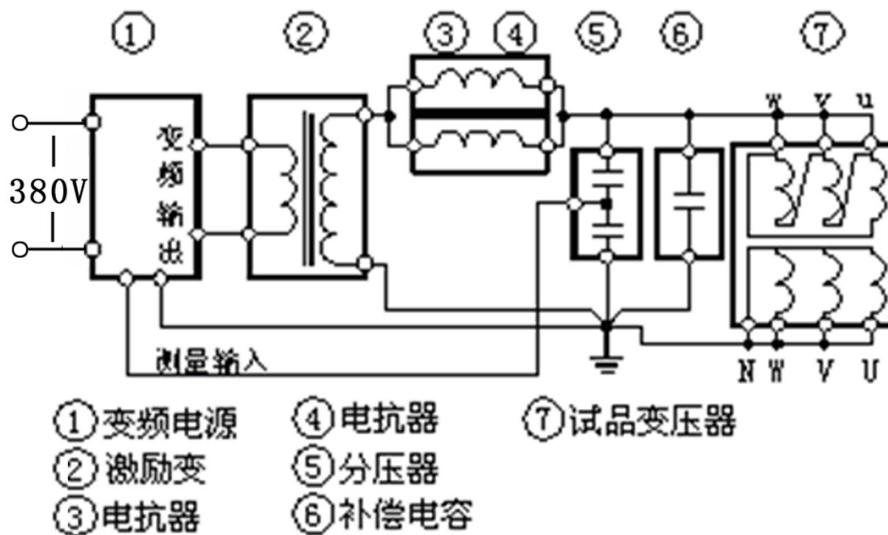 ① ② ③ ④ ⑤ ⑥ ⑦
w v u
380V
变频输出
测量输入
N W V U
① 变频电源 ④ 电抗器 ⑦ 试品变压器
② 激励变 ⑤ 分压器
③ 电抗器 ⑥ 补偿电容